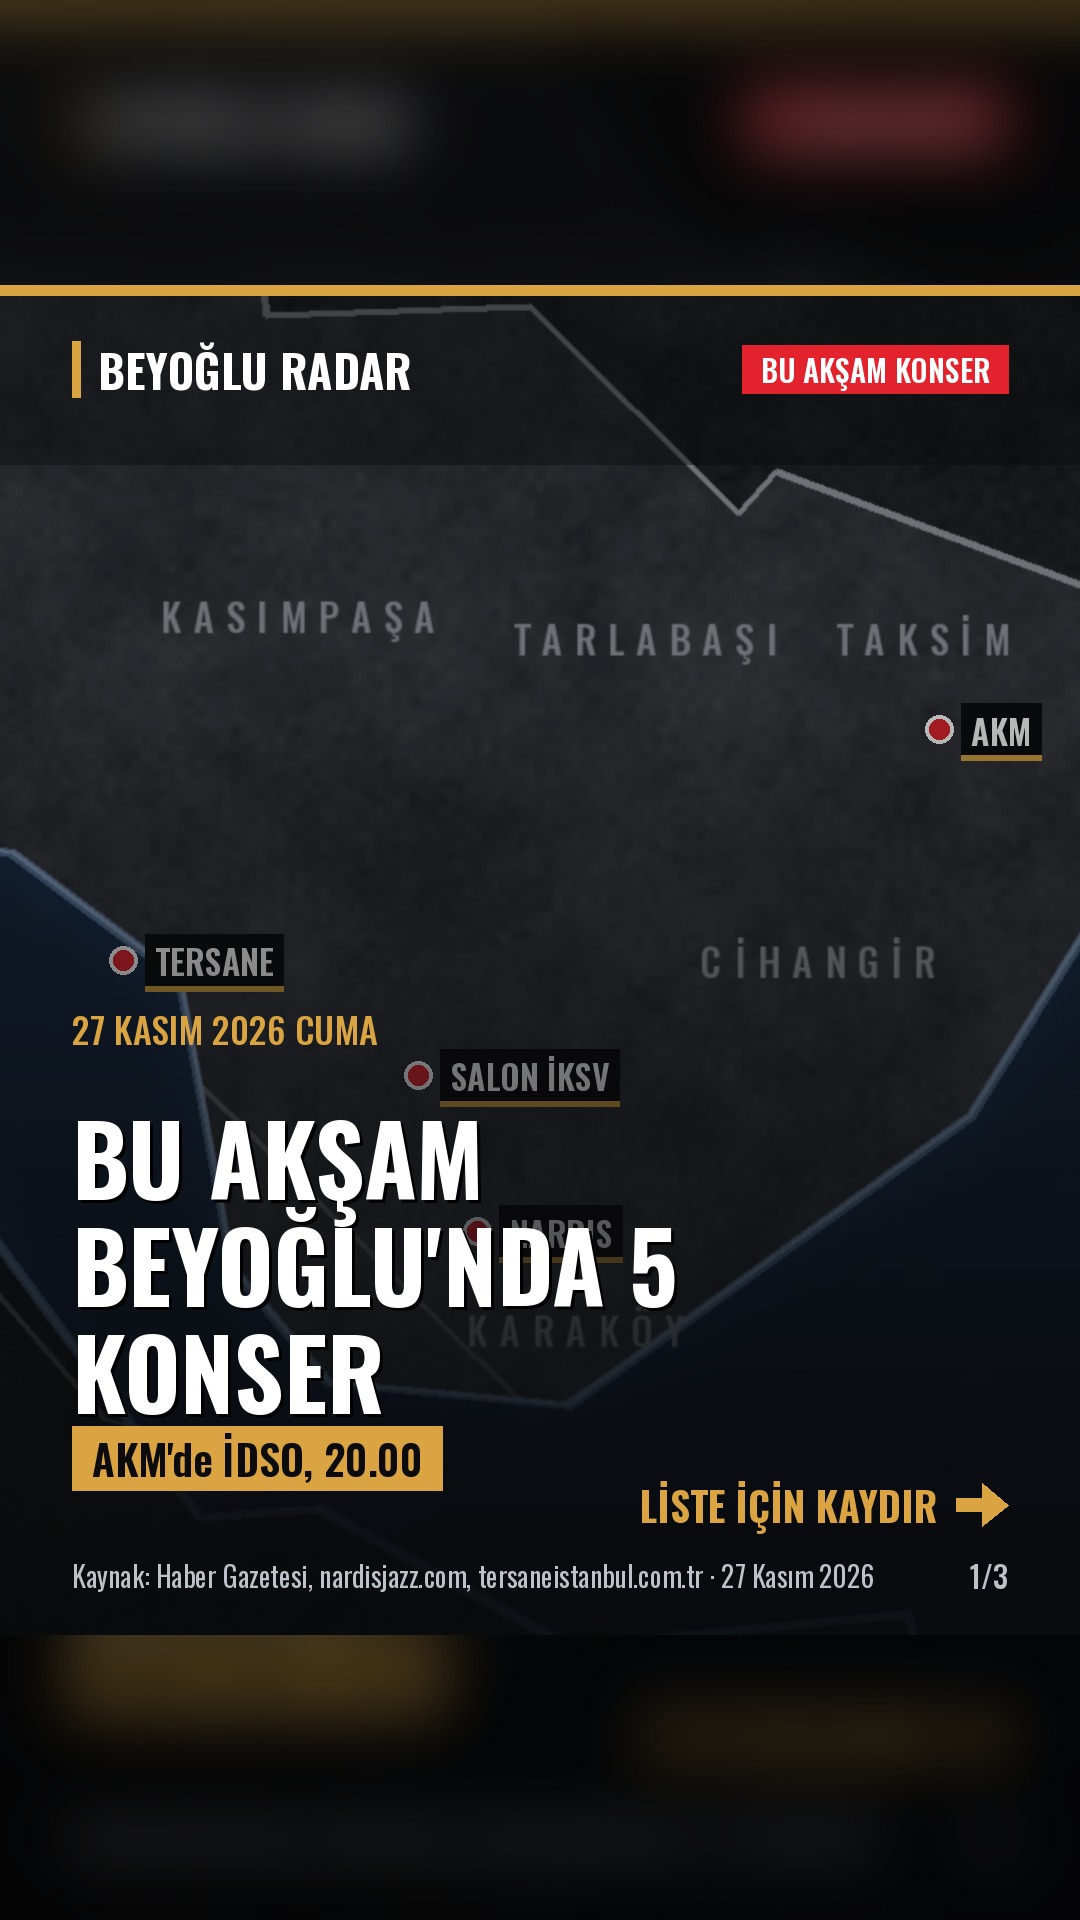 BEYOĞLU RADAR
BU AKŞAM KONSER
KASIMPAŞA
TARLABAŞI
TAKSİM
AKM
TERSANE
CİHANGİR
27 KASIM 2026 CUMA
SALON İKSV
BU AKŞAM
NARDIS
BEYOĞLU'NDA 5
KARAKÖY
KONSER
AKM'de İDSO, 20.00
LİSTE İÇİN KAYDIR
Kaynak: Haber Gazetesi, nardisjazz.com, tersaneistanbul.com.tr · 27 Kasım 2026
1/3